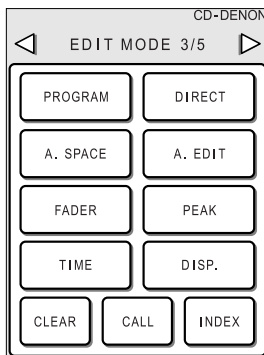 CD-DENON
EDIT MODE 3/5
PROGRAM DIRECT
A. SPACE A. EDIT
FADER PEAK
TIME DISP.
CLEAR CALL INDEX